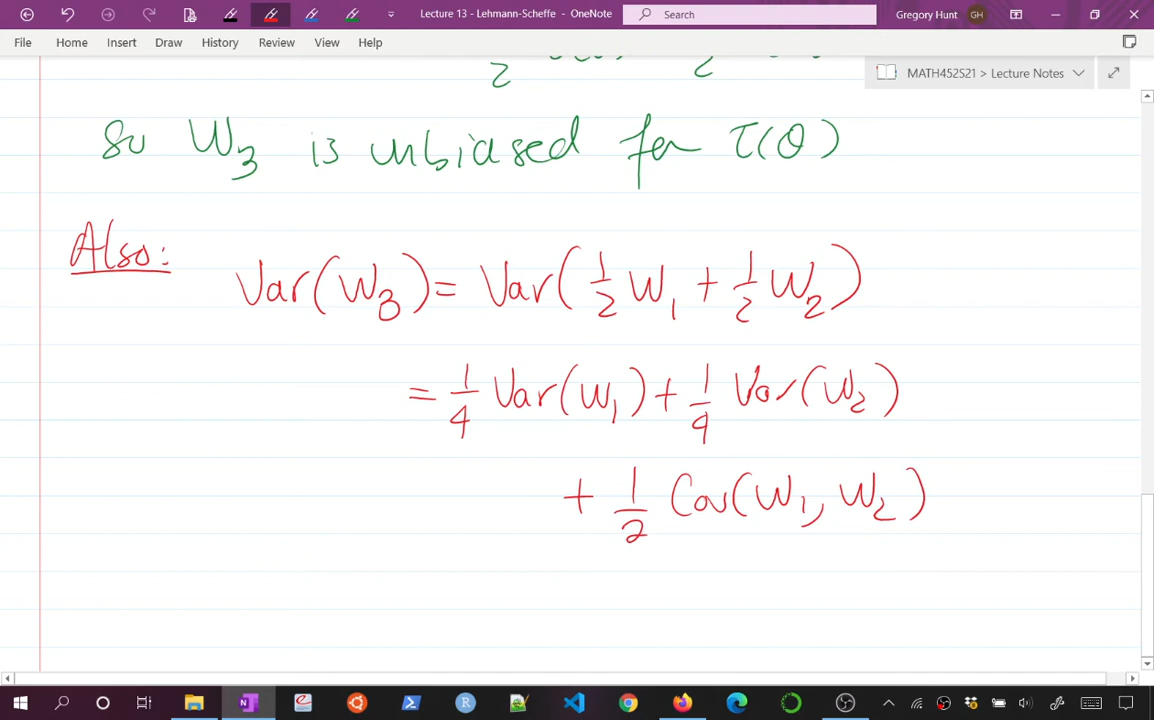 Lecture 13 - Lehmann-Scheffe - OneNote
Search
Gregory Hunt GH
File Home Insert Draw History Review View Help
MATH452S21 > Lecture Notes
So W₃ is unbiased for τ(θ)
Also:
Var(W₃) = Var(1/2 W₁ + 1/2 W₂)
= 1/4 Var(W₁) + 1/4 Var(W₂)
+ 1/2 Cov(W₁, W₂)